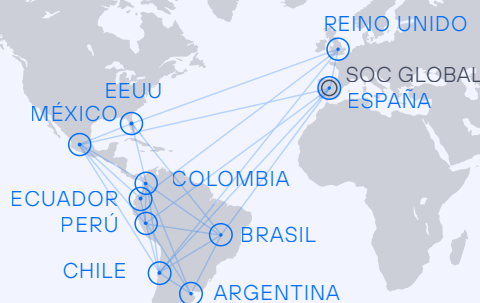 REINO UNIDO
SOC GLOBAL
ESPAÑA
EEUU
MÉXICO
COLOMBIA
ECUADOR
PERÚ
BRASIL
CHILE
ARGENTINA